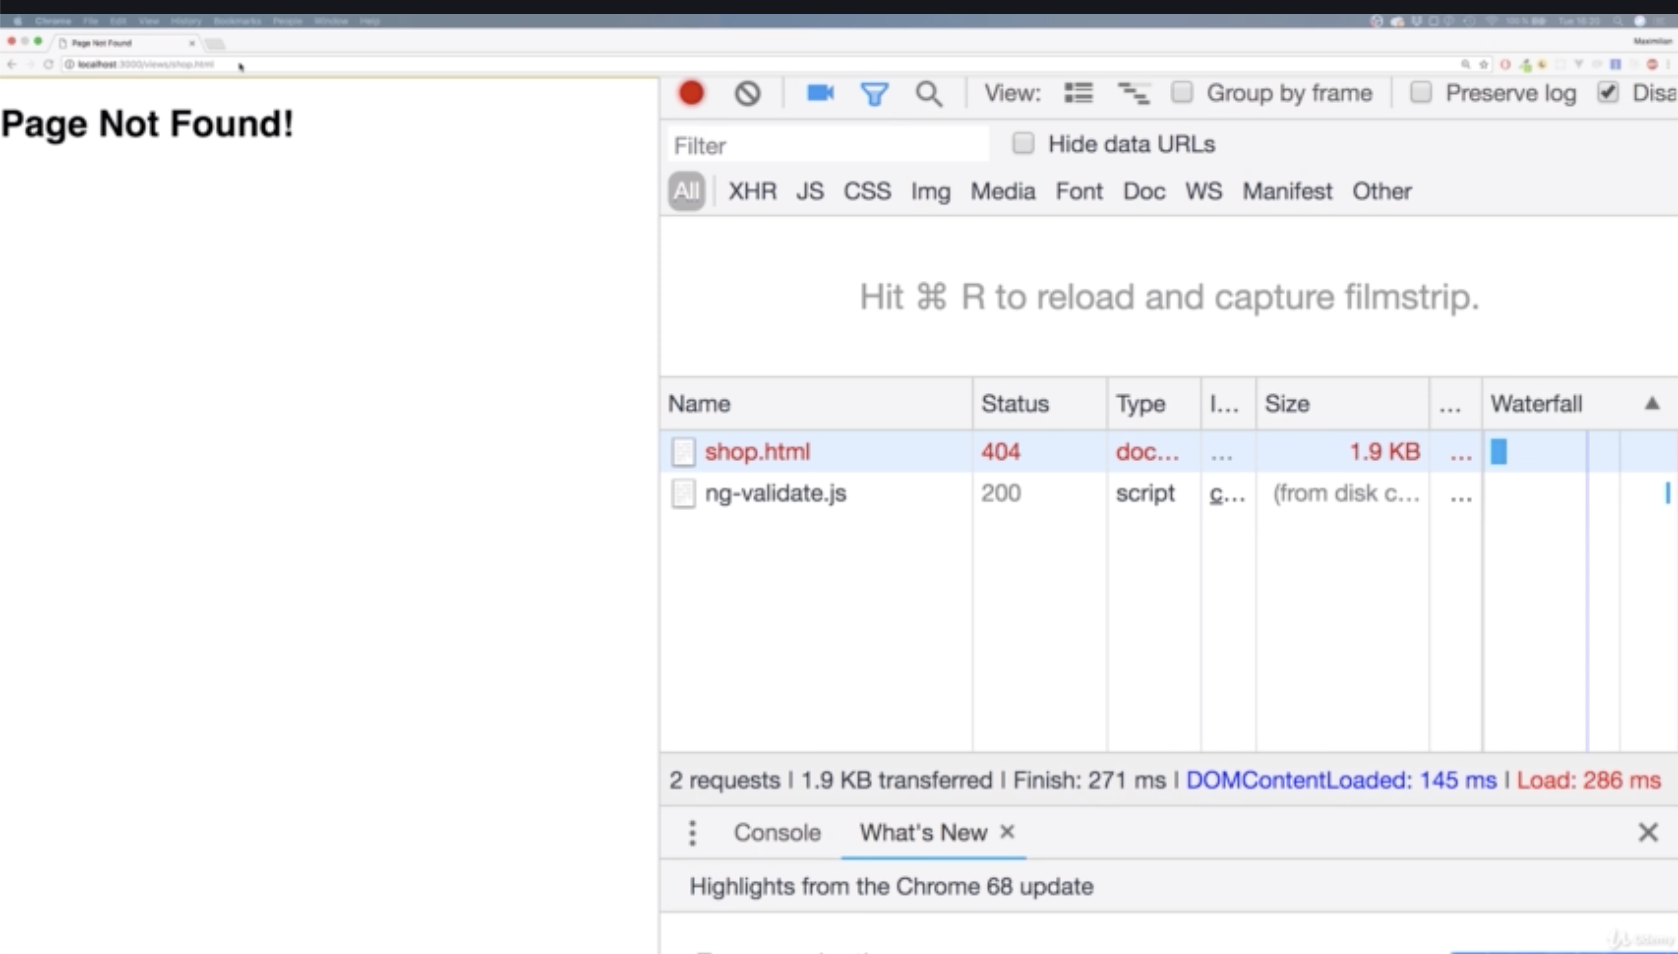 Chrome File Edit View History Bookmarks People Window Help
Page Not Found
Maximilian
localhost:3000/views/shop.html
Page Not Found!
View: Group by frame Preserve log Disa
Filter Hide data URLs
All XHR JS CSS Img Media Font Doc WS Manifest Other
Hit ⌘ R to reload and capture filmstrip.
Name Status Type I... Size ... Waterfall ▲
shop.html 404 doc... ... 1.9 KB ...
ng-validate.js 200 script c... (from disk c... ...
2 requests | 1.9 KB transferred | Finish: 271 ms | DOMContentLoaded: 145 ms | Load: 286 ms
Console What's New ×
Highlights from the Chrome 68 update
Udemy